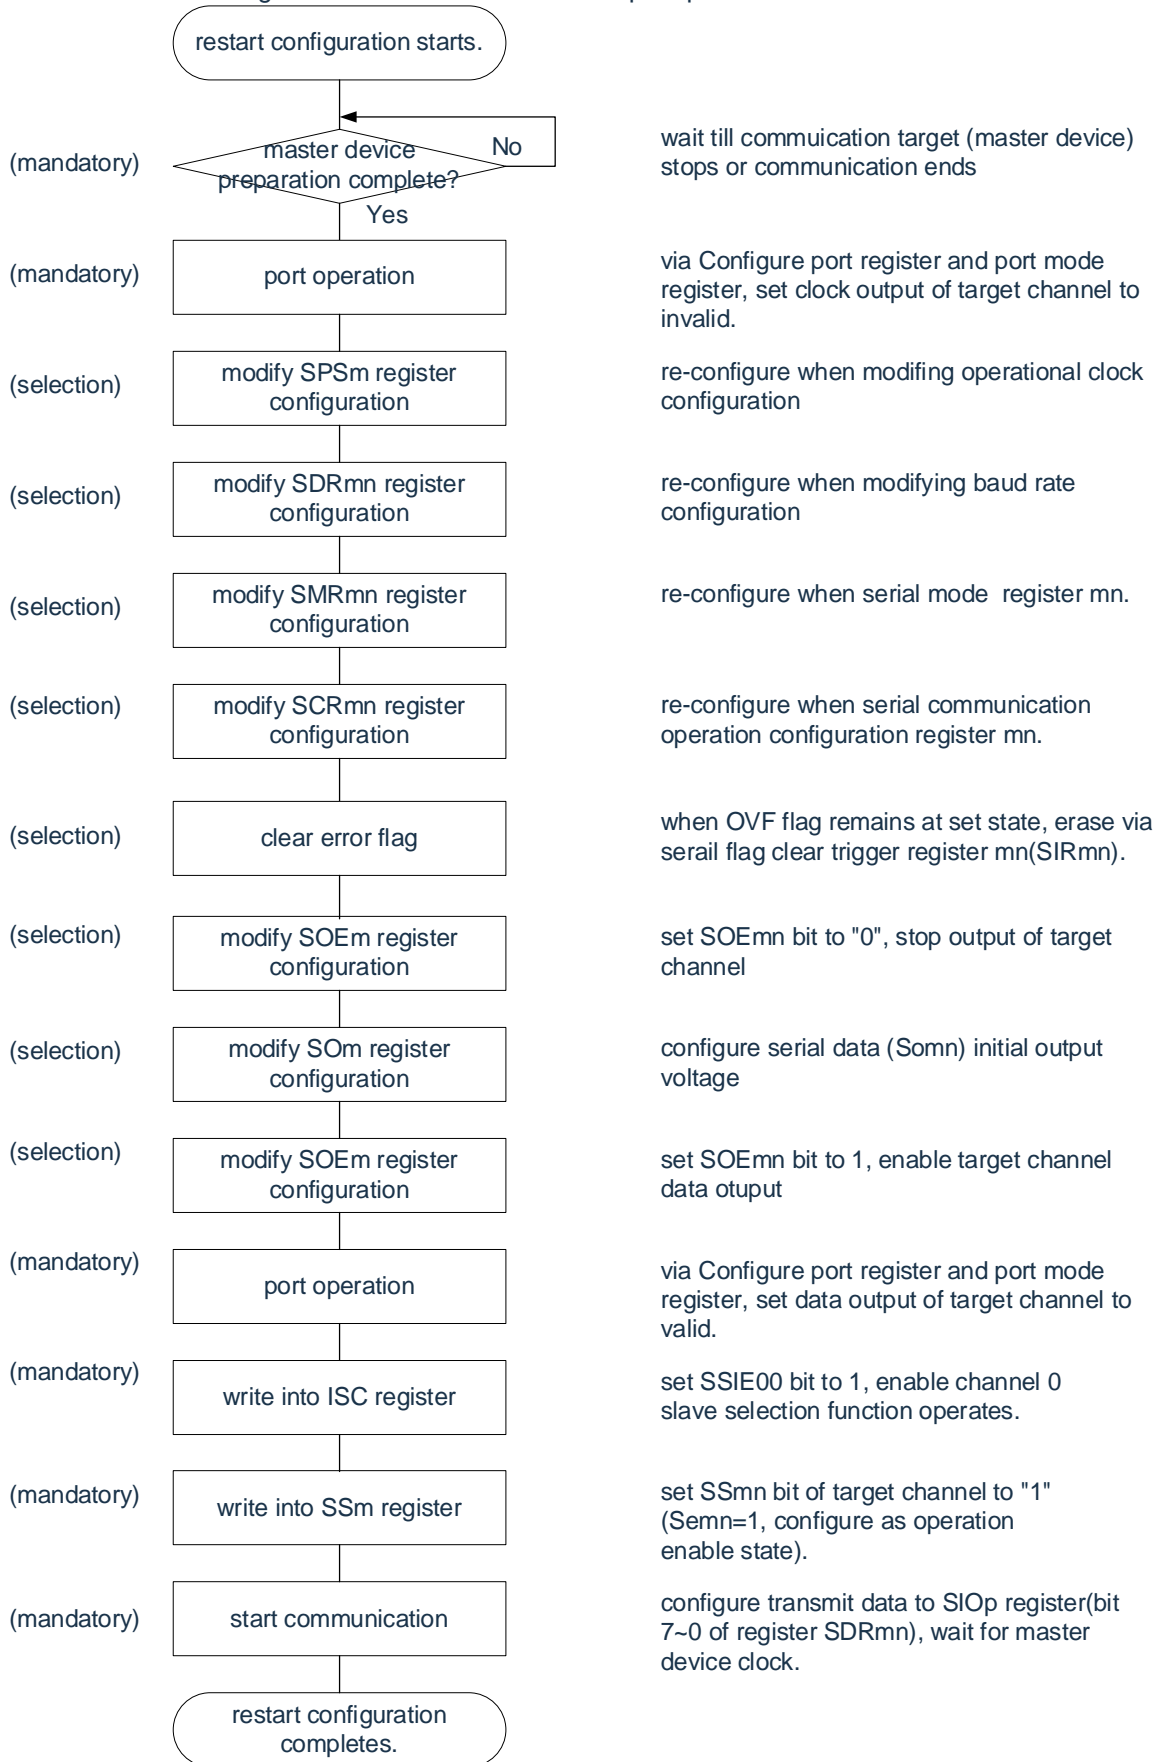 restart configuration starts.
(mandatory)
master device
preparation complete?
No
Yes
wait till commuication target (master device)
stops or communication ends
(mandatory)
port operation
via Configure port register and port mode
register, set clock output of target channel to
invalid.
(selection)
modify SPSm register
configuration
re-configure when modifing operational clock
configuration
(selection)
modify SDRmn register
configuration
re-configure when modifying baud rate
configuration
(selection)
modify SMRmn register
configuration
re-configure when serial mode  register mn.
(selection)
modify SCRmn register
configuration
re-configure when serial communication
operation configuration register mn.
(selection)
clear error flag
when OVF flag remains at set state, erase via
serail flag clear trigger register mn(SIRmn).
(selection)
modify SOEm register
configuration
set SOEmn bit to "0", stop output of target
channel
(selection)
modify SOm register
configuration
configure serial data (Somn) initial output
voltage
(selection)
modify SOEm register
configuration
set SOEmn bit to 1, enable target channel
data otuput
(mandatory)
port operation
via Configure port register and port mode
register, set data output of target channel to
valid.
(mandatory)
write into ISC register
set SSIE00 bit to 1, enable channel 0
slave selection function operates.
(mandatory)
write into SSm register
set SSmn bit of target channel to "1"
(Semn=1, configure as operation
enable state).
(mandatory)
start communication
configure transmit data to SIOp register(bit
7~0 of register SDRmn), wait for master
device clock.
restart configuration
completes.